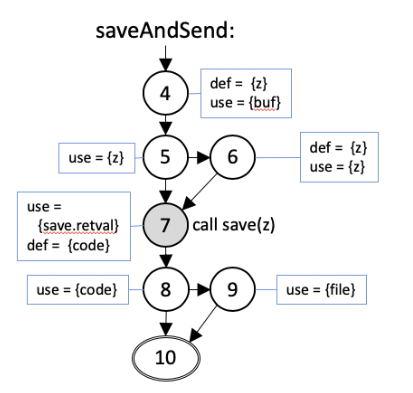 saveAndSend:
4
def = {z}
use = {buf}
use = {z}
5
6
def = {z}
use = {z}
use =
{save.retval}
def = {code}
7
call save(z)
use = {code}
8
9
use = {file}
10